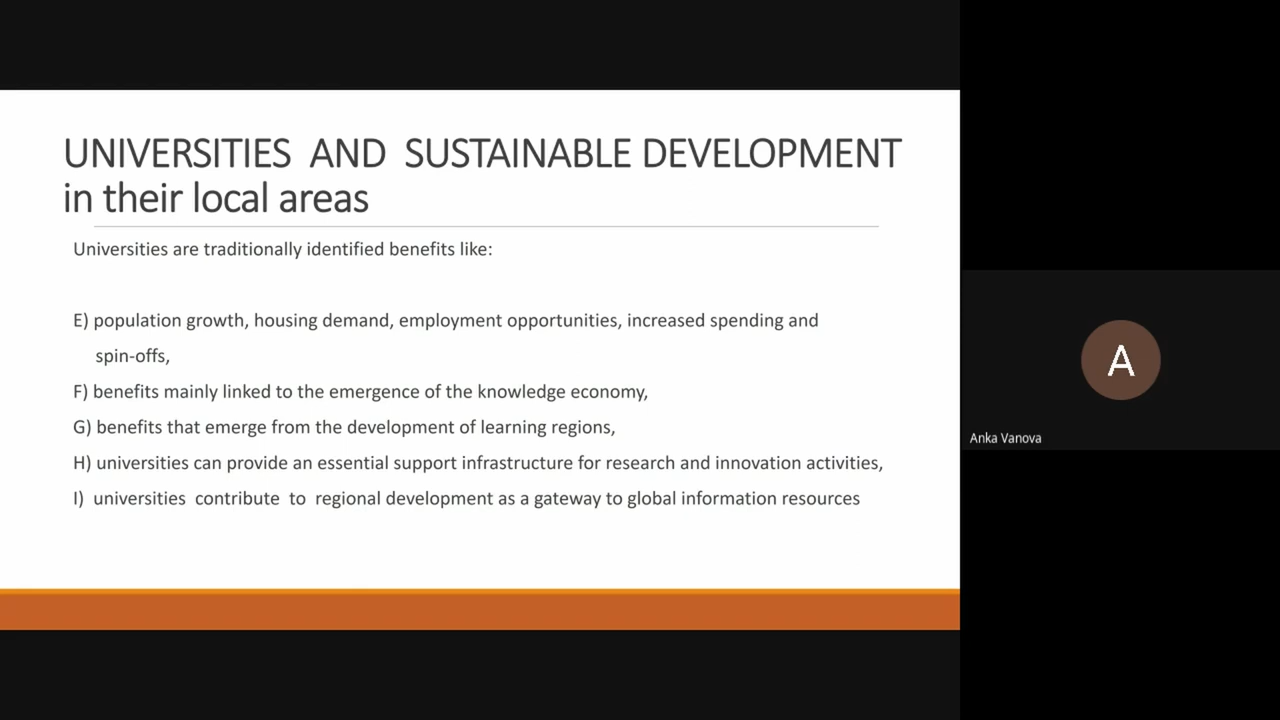 UNIVERSITIES AND SUSTAINABLE DEVELOPMENT
in their local areas
Universities are traditionally identified benefits like:
E) population growth, housing demand, employment opportunities, increased spending and
spin-offs,
F) benefits mainly linked to the emergence of the knowledge economy,
G) benefits that emerge from the development of learning regions,
H) universities can provide an essential support infrastructure for research and innovation activities,
I) universities contribute to regional development as a gateway to global information resources
A
Anka Vanova